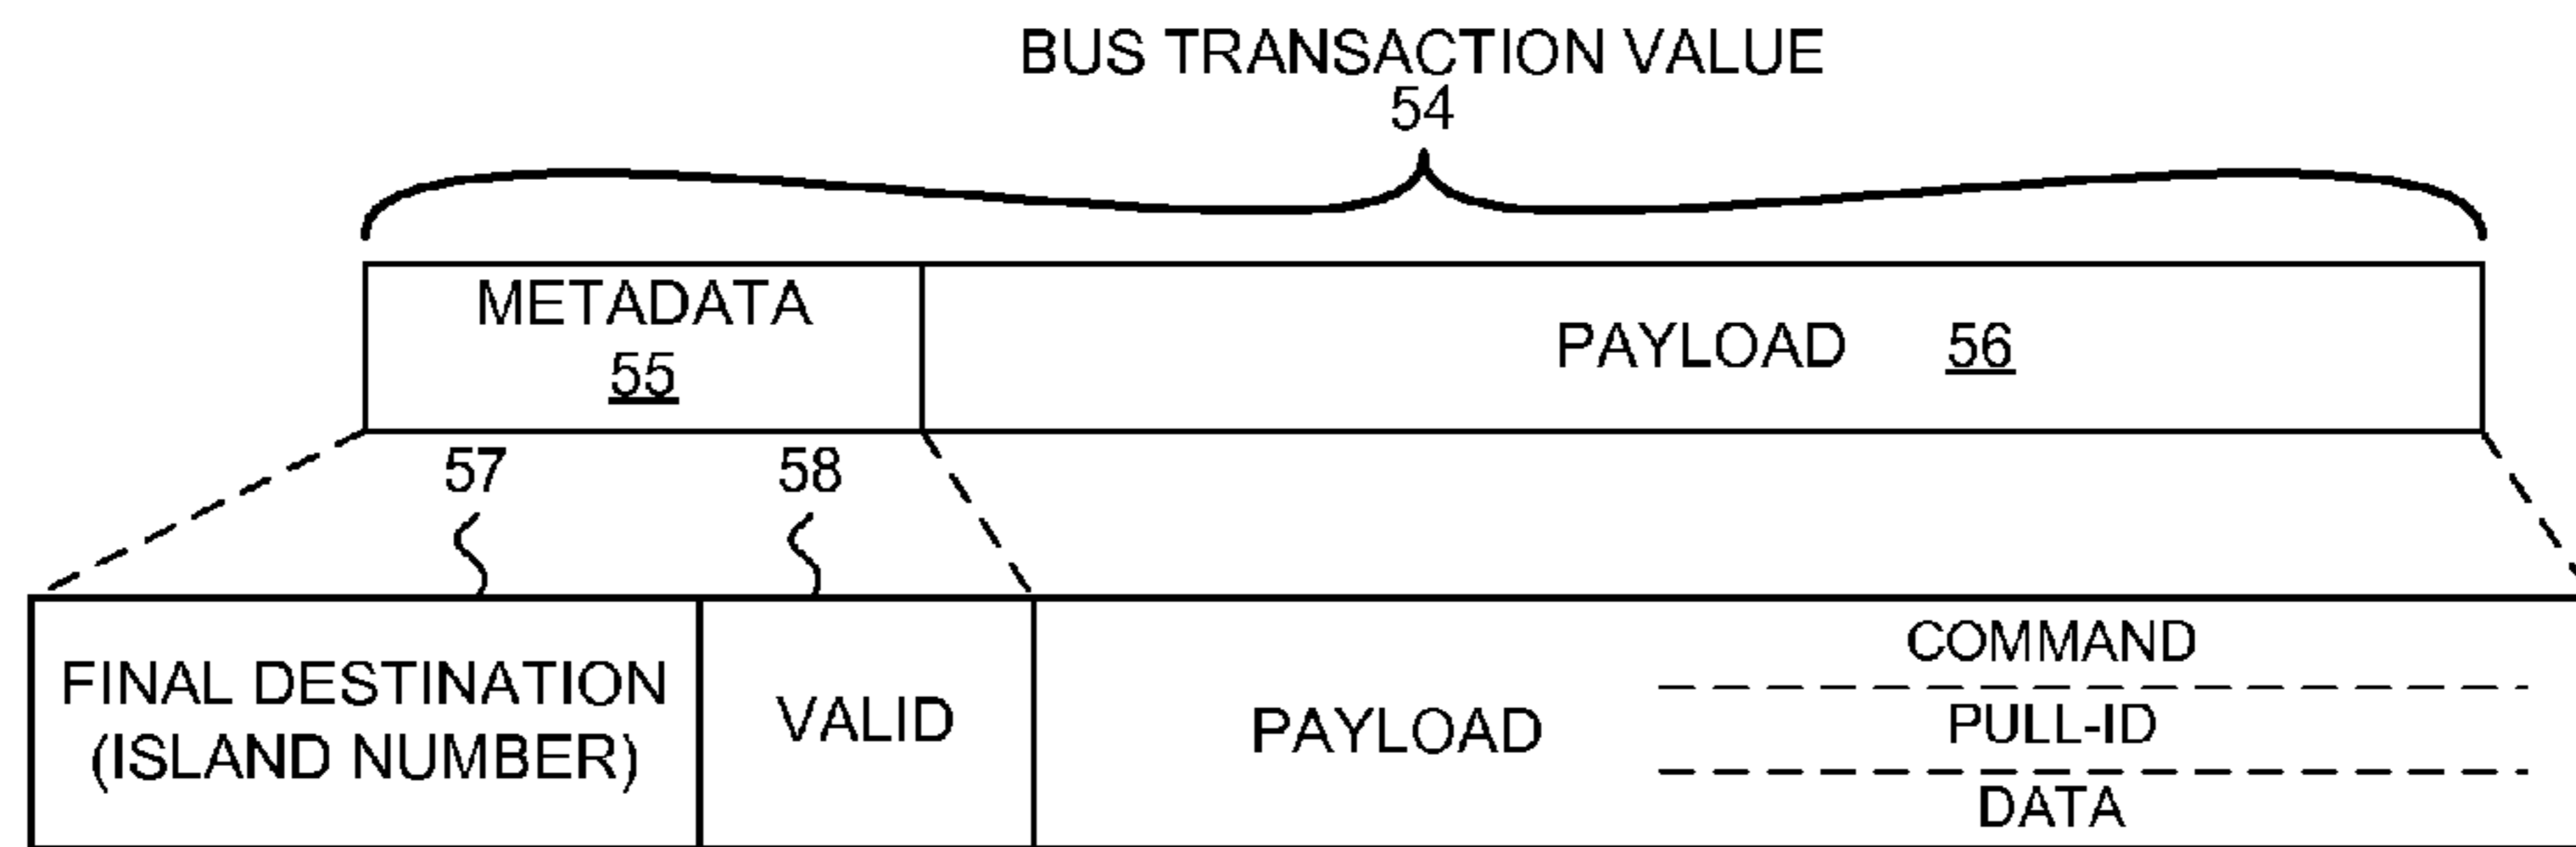 BUS TRANSACTION VALUE
54
METADATA
55
PAYLOAD 56
57 58
FINAL DESTINATION
(ISLAND NUMBER)
VALID
PAYLOAD
COMMAND
PULL-ID
DATA